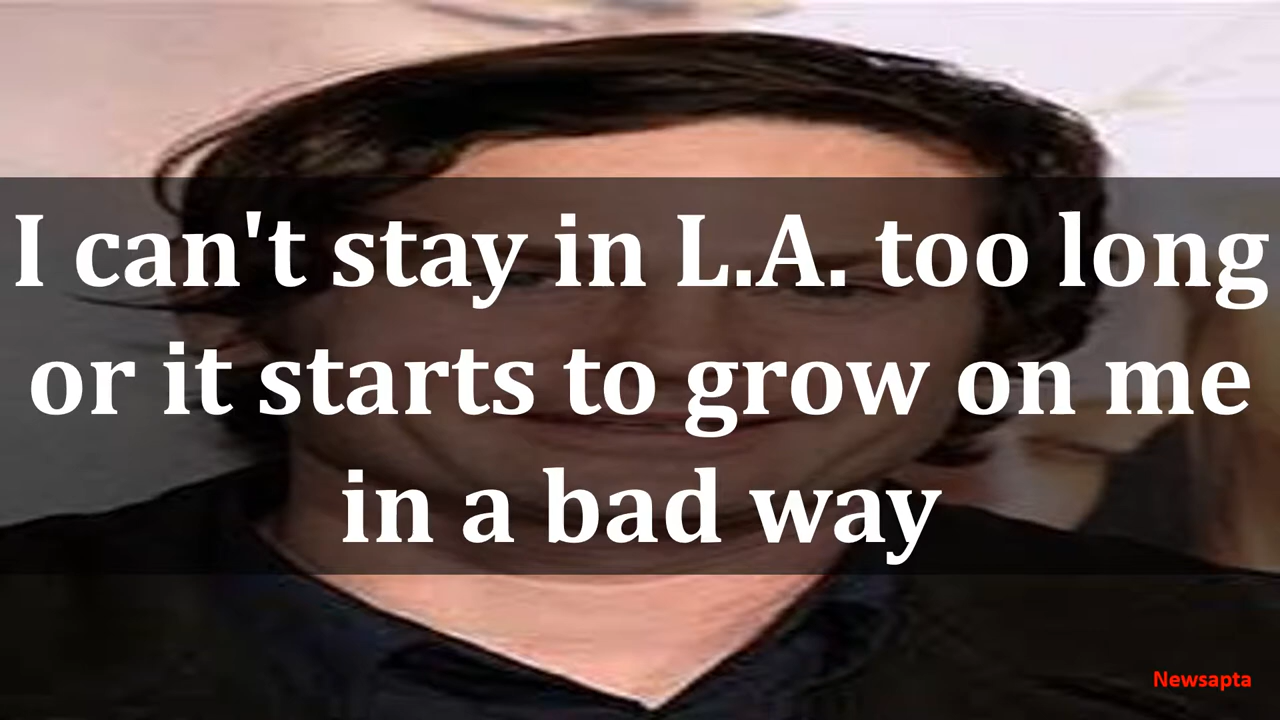 I can't stay in L.A. too long
or it starts to grow on me
in a bad way
Newsapta